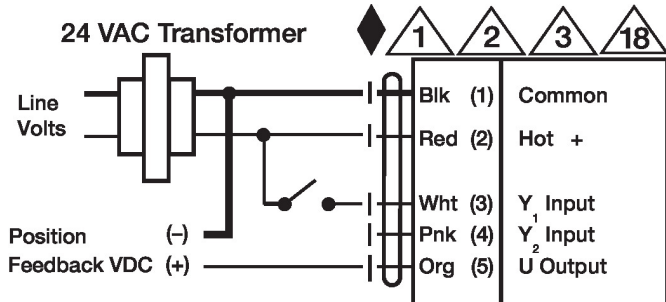 24 VAC Transformer
1 2 3 18
Line
Volts
Blk (1) Common
Red (2) Hot +
Wht (3) Y1 Input
Position (-) Pnk (4) Y2 Input
Feedback VDC (+) Org (5) U Output